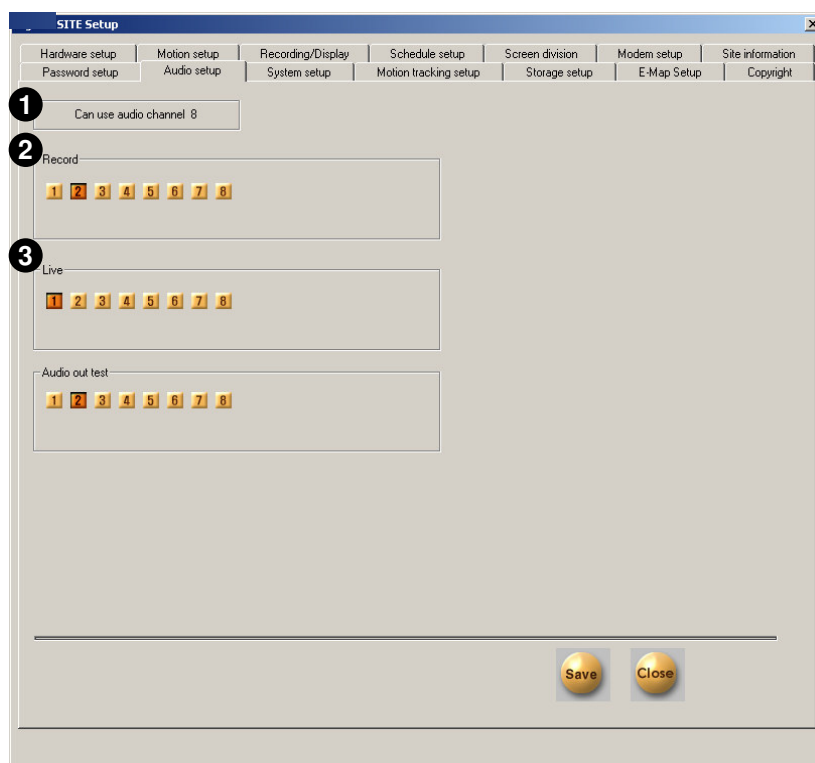 SITE Setup
Hardware setup Motion setup Recording/Display Schedule setup Screen division Modem setup Site information
Password setup Audio setup System setup Motion tracking setup Storage setup E-Map Setup Copyright
1
Can use audio channel 8
2
Record
1 2 3 4 5 6 7 8
3
Live
1 2 3 4 5 6 7 8
Audio out test
1 2 3 4 5 6 7 8
Save Close